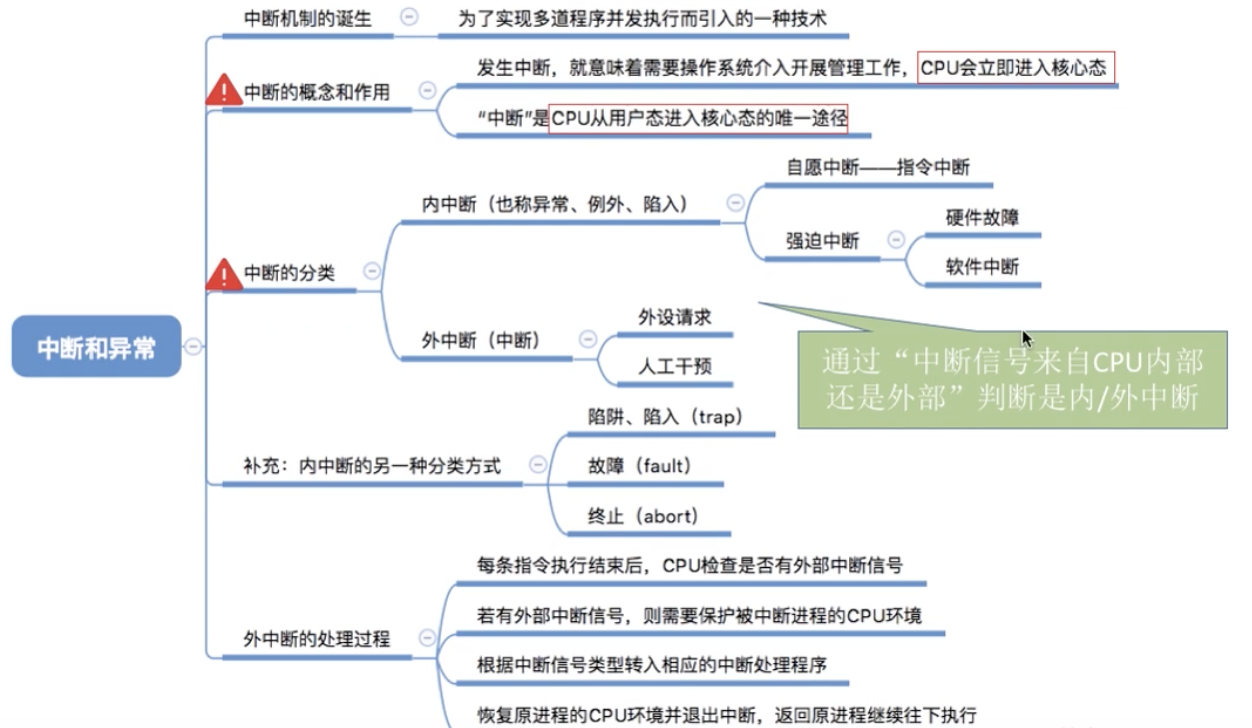 中断和异常
中断机制的诞生
为了实现多道程序并发执行而引入的一种技术
中断的概念和作用
发生中断，就意味着需要操作系统介入开展管理工作，CPU会立即进入核心态
“中断”是CPU从用户态进入核心态的唯一途径
中断的分类
内中断（也称异常、例外、陷入）
自愿中断——指令中断
强迫中断
硬件故障
软件中断
外中断（中断）
外设请求
人工干预
通过“中断信号来自CPU内部
还是外部”判断是内/外中断
补充：内中断的另一种分类方式
陷阱、陷入（trap）
故障（fault）
终止（abort）
外中断的处理过程
每条指令执行结束后，CPU检查是否有外部中断信号
若有外部中断信号，则需要保护被中断进程的CPU环境
根据中断信号类型转入相应的中断处理程序
恢复原进程的CPU环境并退出中断，返回原进程继续往下执行